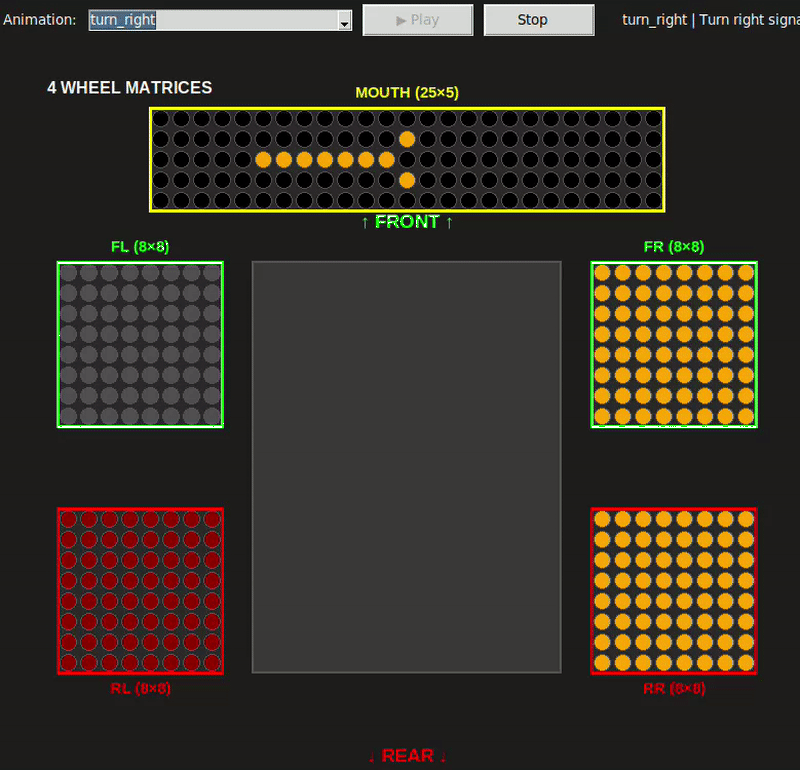 Animation: turn_right ▶ Play Stop turn_right | Turn right signa
4 WHEEL MATRICES
MOUTH (25×5)
↑ FRONT ↑
FL (8×8) FR (8×8)
RL (8×8) RR (8×8)
↓ REAR ↓